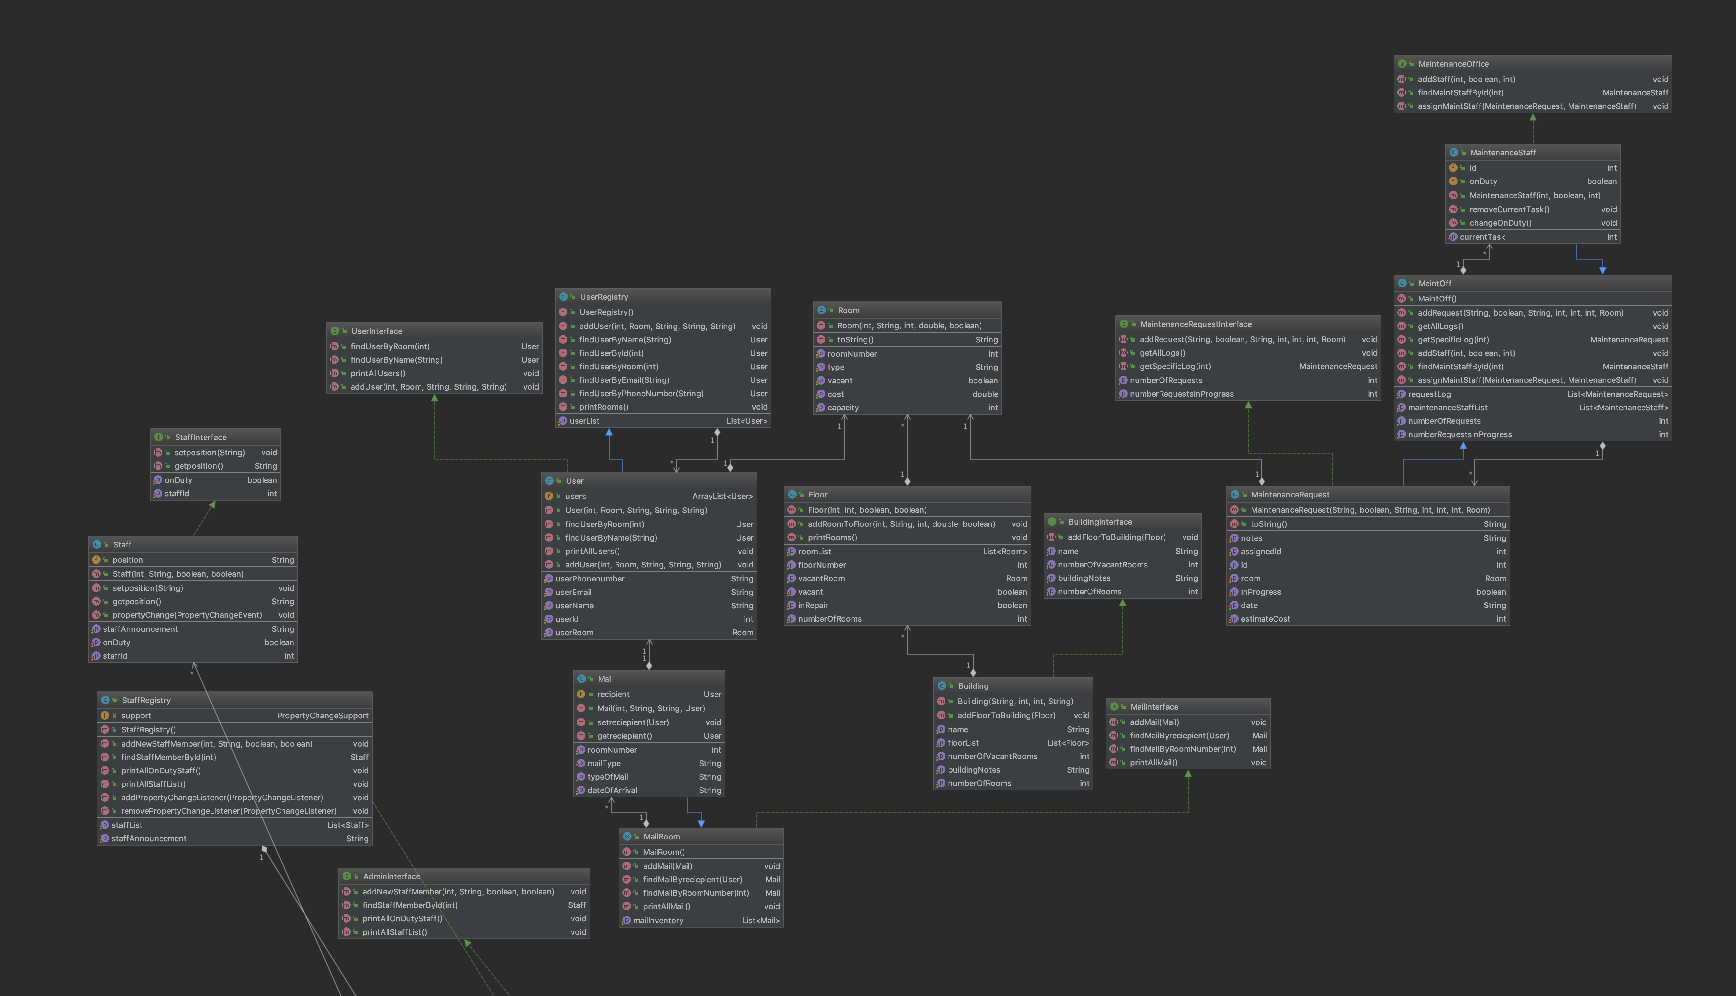 MaintenanceOffice
addStaff(int, boolean, int) void
findMaintStaffById(int) MaintenanceStaff
assignMaintStaff(MaintenanceRequest, MaintenanceStaff) void
MaintenanceStaff
id int
onDuty boolean
MaintenanceStaff(int, boolean, int)
removeCurrentTask() void
changeOnDuty() void
currentTask int
*
1
MaintOff
MaintOff()
addRequest(String, boolean, String, int, int, int, Room) void
getAllLogs() void
getSpecificLog(int) MaintenanceRequest
addStaff(int, boolean, int) void
findMaintStaffById(int) MaintenanceStaff
assignMaintStaff(MaintenanceRequest, MaintenanceStaff) void
requestLog List<MaintenanceRequest>
maintenanceStaffList List<MaintenanceStaff>
numberOfRequests int
numberRequestsInProgress int
1
*
UserRegistry
UserRegistry()
addUser(int, Room, String, String, String) void
findUserByName(String) User
findUserById(int) User
findUserByRoom(int) User
findUserByEmail(String) User
findUserByPhoneNumber(String) User
printRooms() void
userList List<User>
1
*
1
Room
Room(int, String, int, double, boolean)
toString() String
roomNumber int
type String
vacant boolean
cost double
capacity int
1
*
1
1
1
MaintenanceRequestInterface
addRequest(String, boolean, String, int, int, int, Room) void
getAllLogs() void
getSpecificLog(int) MaintenanceRequest
numberOfRequests int
numberRequestsInProgress int
UserInterface
findUserByRoom(int) User
findUserByName(String) User
printAllUsers() void
addUser(int, Room, String, String, String) void
StaffInterface
setposition(String) void
getposition() String
onDuty boolean
staffId int
User
users ArrayList<User>
User(int, Room, String, String, String)
findUserByRoom(int) User
findUserByName(String) User
printAllUsers() void
addUser(int, Room, String, String, String) void
userPhonenumber String
userEmail String
userName String
userId int
userRoom Room
1
1
Floor
Floor(int, int, boolean, boolean)
addRoomToFloor(int, String, int, double, boolean) void
printRooms() void
roomList List<Room>
floorNumber int
vacantRoom Room
vacant boolean
inRepair boolean
numberOfRooms int
*
1
BuildingInterface
addFloorToBuilding(Floor) void
name String
numberOfVacantRooms int
buildingNotes String
numberOfRooms int
MaintenanceRequest
MaintenanceRequest(String, boolean, String, int, int, int, Room)
toString() String
notes String
assignedId int
id int
room Room
inProgress boolean
date String
estimateCost int
Staff
position String
Staff(int, String, boolean, boolean)
setposition(String) void
getposition() String
propertyChange(PropertyChangeEvent) void
staffAnnouncement String
onDuty boolean
staffId int
*
StaffRegistry
support PropertyChangeSupport
StaffRegistry()
addNewStaffMember(int, String, boolean, boolean) void
findStaffMemberById(int) Staff
printAllOnDutyStaff() void
printAllStaffList() void
addPropertyChangeListener(PropertyChangeListener) void
removePropertyChangeListener(PropertyChangeListener) void
staffList List<Staff>
staffAnnouncement String
1
Mail
recipient User
Mail(int, String, String, User)
setreciepient(User) void
getreciepient() User
roomNumber int
mailType String
typeOfMail String
dateOfArrival String
*
1
Building
Building(String, int, int, String)
addFloorToBuilding(Floor) void
name String
floorList List<Floor>
numberOfVacantRooms int
buildingNotes String
numberOfRooms int
MailInterface
addMail(Mail) void
findMailByreciepient(User) Mail
findMailByRoomNumber(int) Mail
printAllMail() void
MailRoom
MailRoom()
addMail(Mail) void
findMailByreciepient(User) Mail
findMailByRoomNumber(int) Mail
printAllMail() void
mailInventory List<Mail>
AdminInterface
addNewStaffMember(int, String, boolean, boolean) void
findStaffMemberById(int) Staff
printAllOnDutyStaff() void
printAllStaffList() void